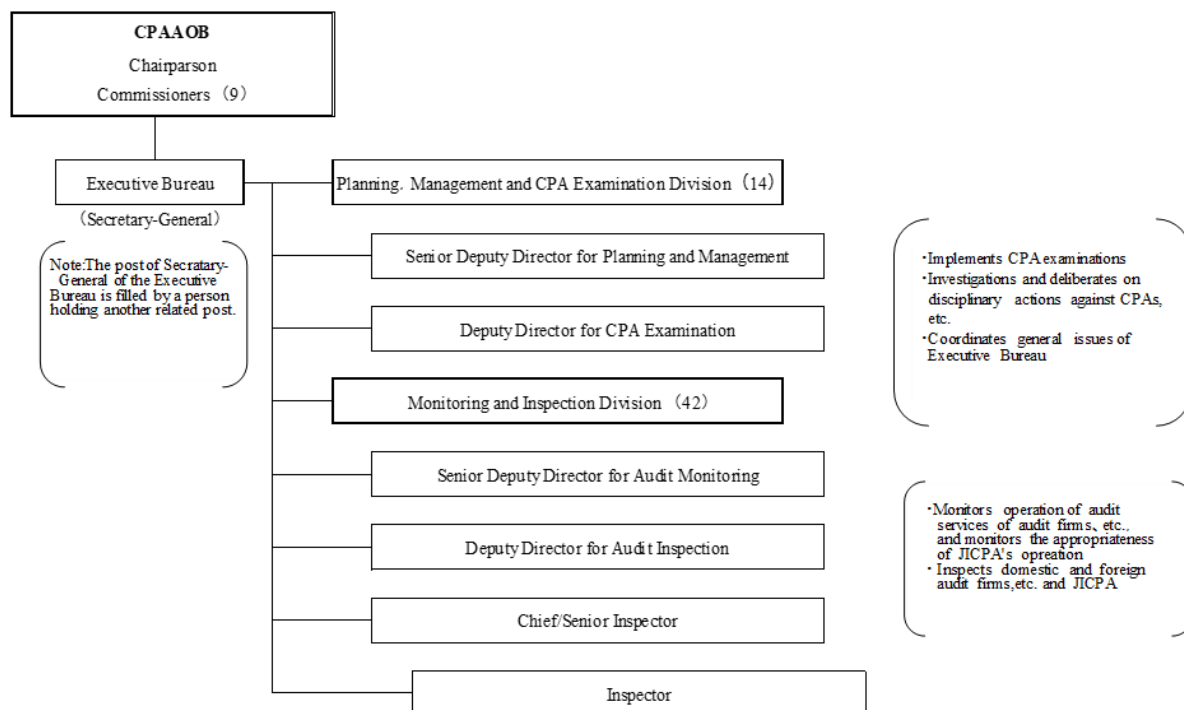 CPAAOB
Chairparson
Commissioners（9）
Executive Bureau
（Secretary-General）
Note:The post of Secratary-
General of the Executive
Bureau is filled by a person
holding another related post.
Planning. Management and CPA Examination Division（14）
Senior Deputy Director for Planning and Management
Deputy Director for CPA Examination
・Implements CPA examinations
・Investigations and deliberates on
disciplinary actions against CPAs,
etc.
・Coordinates general issues of
Executive Bureau
Monitoring and Inspection Division（42）
Senior Deputy Director for Audit Monitoring
Deputy Director for Audit Inspection
Chief/Senior Inspector
Inspector
・Monitors operation of audit
services of audit firms、etc.,
and monitors the appropriateness
of JICPA's opreation
・Inspects domestic and foreign
audit firms,etc. and JICPA